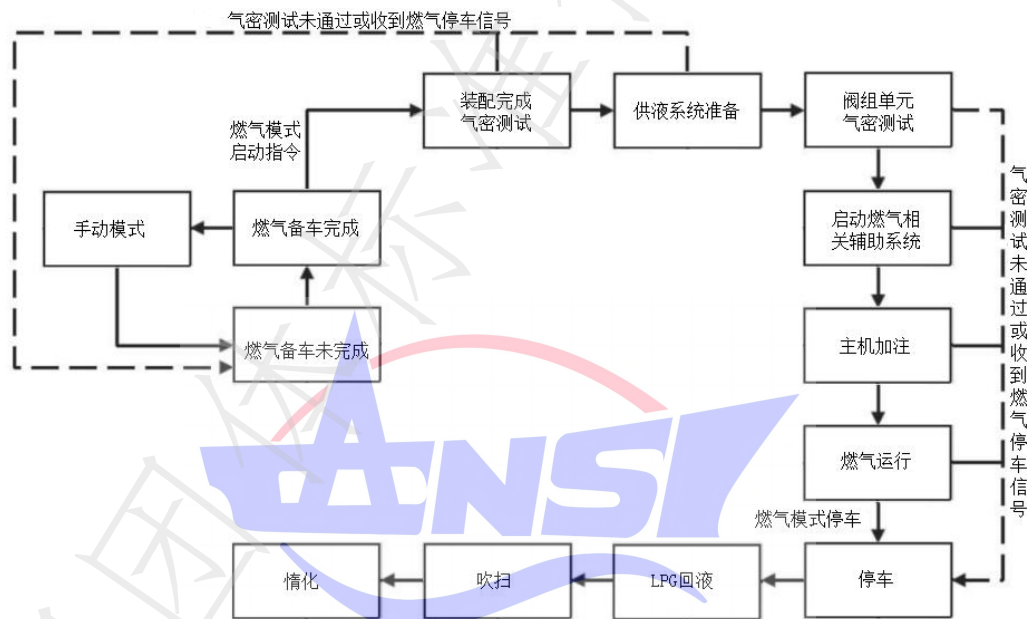 气密测试未通过或收到燃气停车信号
装配完成
气密测试
供液系统准备
阀组单元
气密测试
燃气模式
启动指令
手动模式
燃气备车完成
启动燃气相
关辅助系统
气密测试未通过或收到燃气停车信号
燃气备车未完成
主机加注
燃气运行
燃气模式停车
惰化
吹扫
LPG回液
停车
团体标准
CANSI